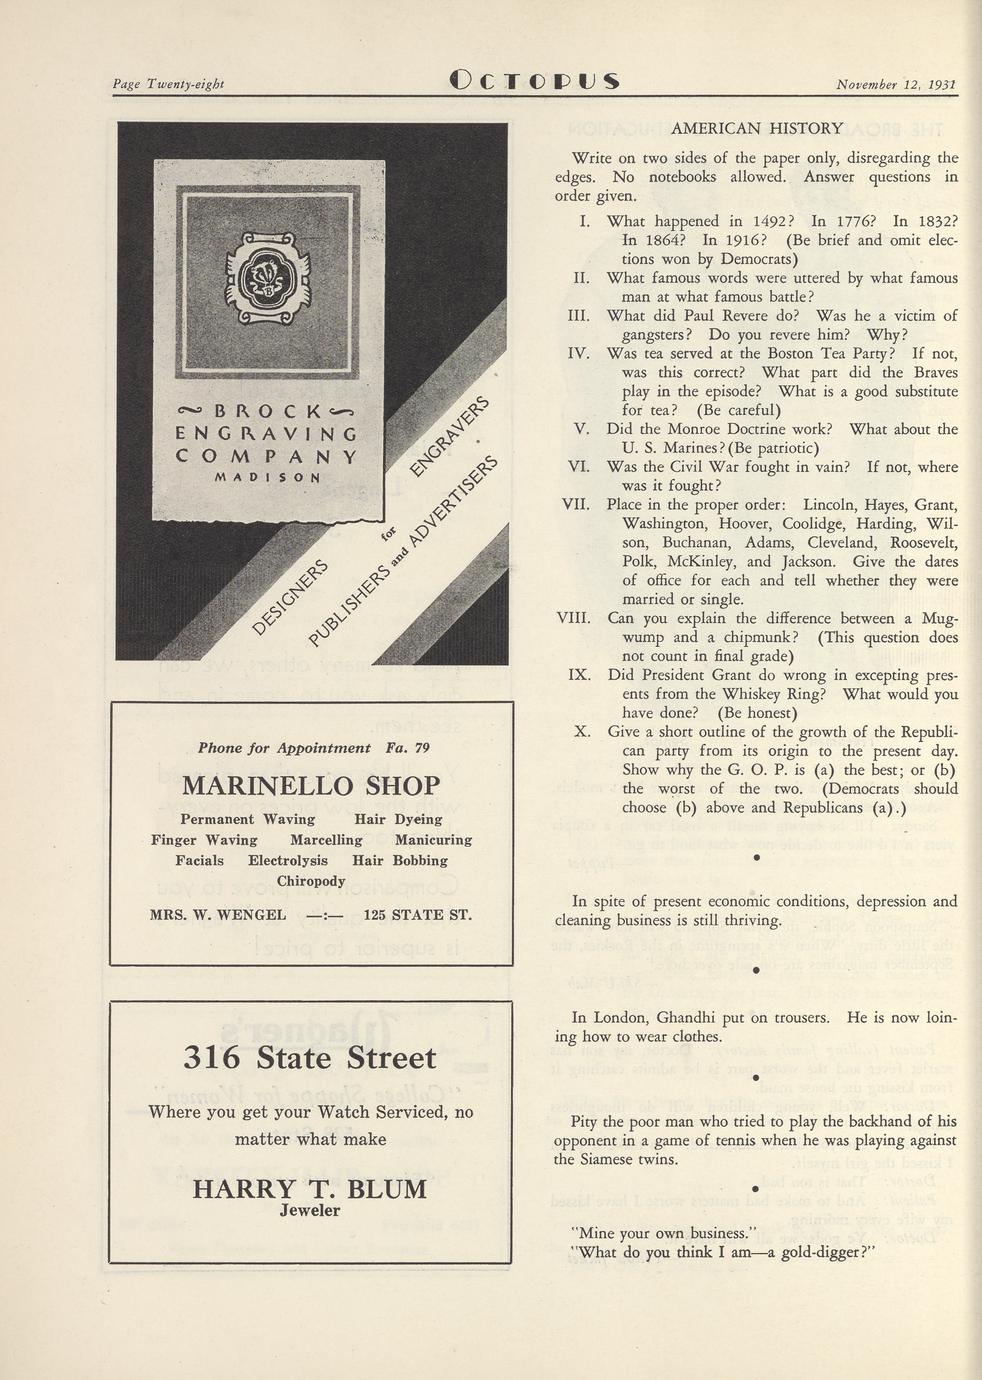 Page Twenty-eight
OCTOPUS
November 12, 1931
BROCK
ENGRAVING
COMPANY
MADISON
DESIGNERS
ENGRAVERS
for
PUBLISHERS and ADVERTISERS
Phone for Appointment Fa. 79
MARINELLO SHOP
Permanent Waving Hair Dyeing
Finger Waving Marcelling Manicuring
Facials Electrolysis Hair Bobbing
Chiropody
MRS. W. WENGEL —:— 125 STATE ST.
316 State Street
Where you get your Watch Serviced, no
matter what make
HARRY T. BLUM
Jeweler
AMERICAN HISTORY
Write on two sides of the paper only, disregarding the
edges. No notebooks allowed. Answer questions in
order given.
I. What happened in 1492? In 1776? In 1832?
In 1864? In 1916? (Be brief and omit elec-
tions won by Democrats)
II. What famous words were uttered by what famous
man at what famous battle?
III. What did Paul Revere do? Was he a victim of
gangsters? Do you revere him? Why?
IV. Was tea served at the Boston Tea Party? If not,
was this correct? What part did the Braves
play in the episode? What is a good substitute
for tea? (Be careful)
V. Did the Monroe Doctrine work? What about the
U. S. Marines? (Be patriotic)
VI. Was the Civil War fought in vain? If not, where
was it fought?
VII. Place in the proper order: Lincoln, Hayes, Grant,
Washington, Hoover, Coolidge, Harding, Wil-
son, Buchanan, Adams, Cleveland, Roosevelt,
Polk, McKinley, and Jackson. Give the dates
of office for each and tell whether they were
married or single.
VIII. Can you explain the difference between a Mug-
wump and a chipmunk? (This question does
not count in final grade)
IX. Did President Grant do wrong in excepting pres-
ents from the Whiskey Ring? What would you
have done? (Be honest)
X. Give a short outline of the growth of the Republi-
can party from its origin to the present day.
Show why the G. O. P. is (a) the best; or (b)
the worst of the two. (Democrats should
choose (b) above and Republicans (a).)
In spite of present economic conditions, depression and
cleaning business is still thriving.
In London, Ghandhi put on trousers. He is now loin-
ing how to wear clothes.
Pity the poor man who tried to play the backhand of his
opponent in a game of tennis when he was playing against
the Siamese twins.
"Mine your own business."
"What do you think I am—a gold-digger?"